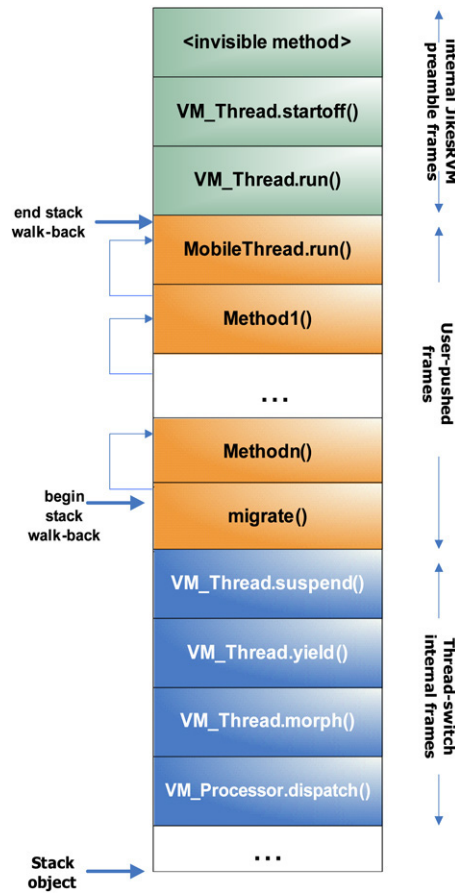 <invisible method>
VM_Thread.startoff()
VM_Thread.run()
internal JikesRVM
preamble frames
end stack
walk-back
MobileThread.run()
Method1()
...
User-pushed
frames
Methodn()
begin
stack
walk-back
migrate()
VM_Thread.suspend()
VM_Thread.yield()
Thread-switch
internal frames
VM_Thread.morph()
VM_Processor.dispatch()
...
Stack
object